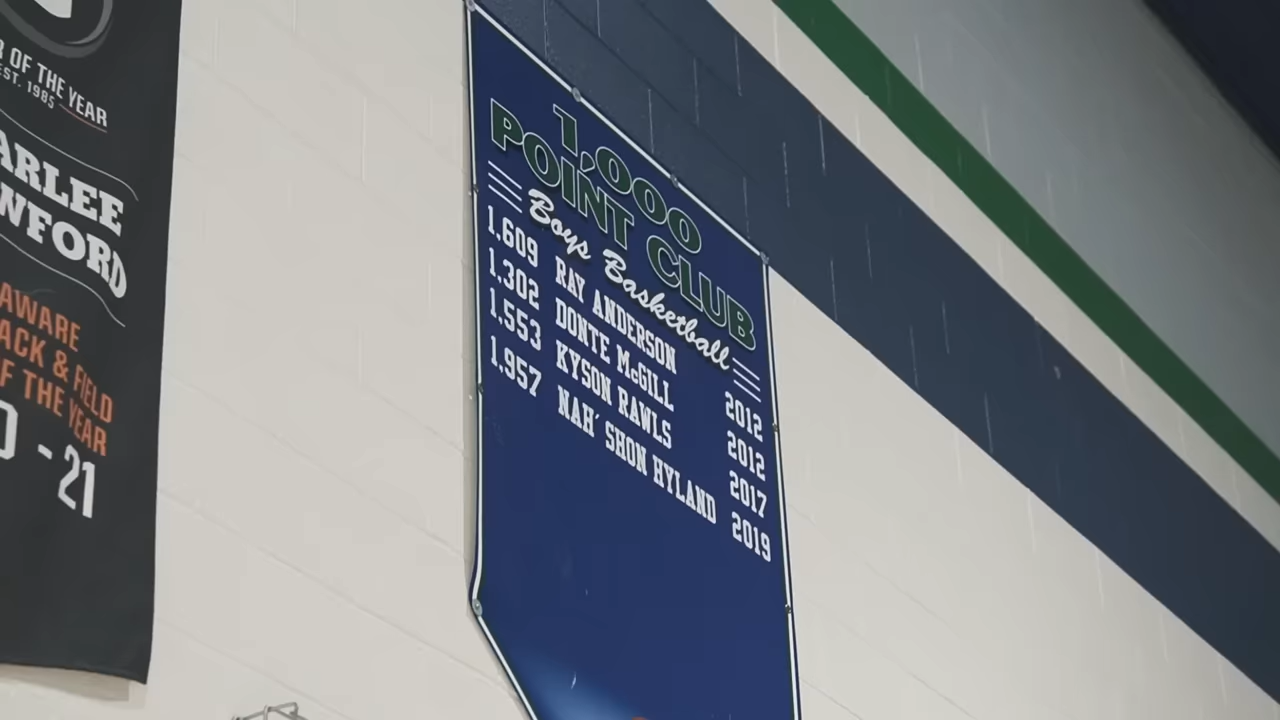 R OF THE YEAR
EST. 1985
ARLEE
WFORD
AWARE
ACK & FIELD
F THE YEAR
- 21
1,000
POINT CLUB
Boys Basketball
1,609 RAY ANDERSON 2012
1,302 DONTE McGILL 2012
1,553 KYSON RAWLS 2017
1,957 NAH' SHON HYLAND 2019